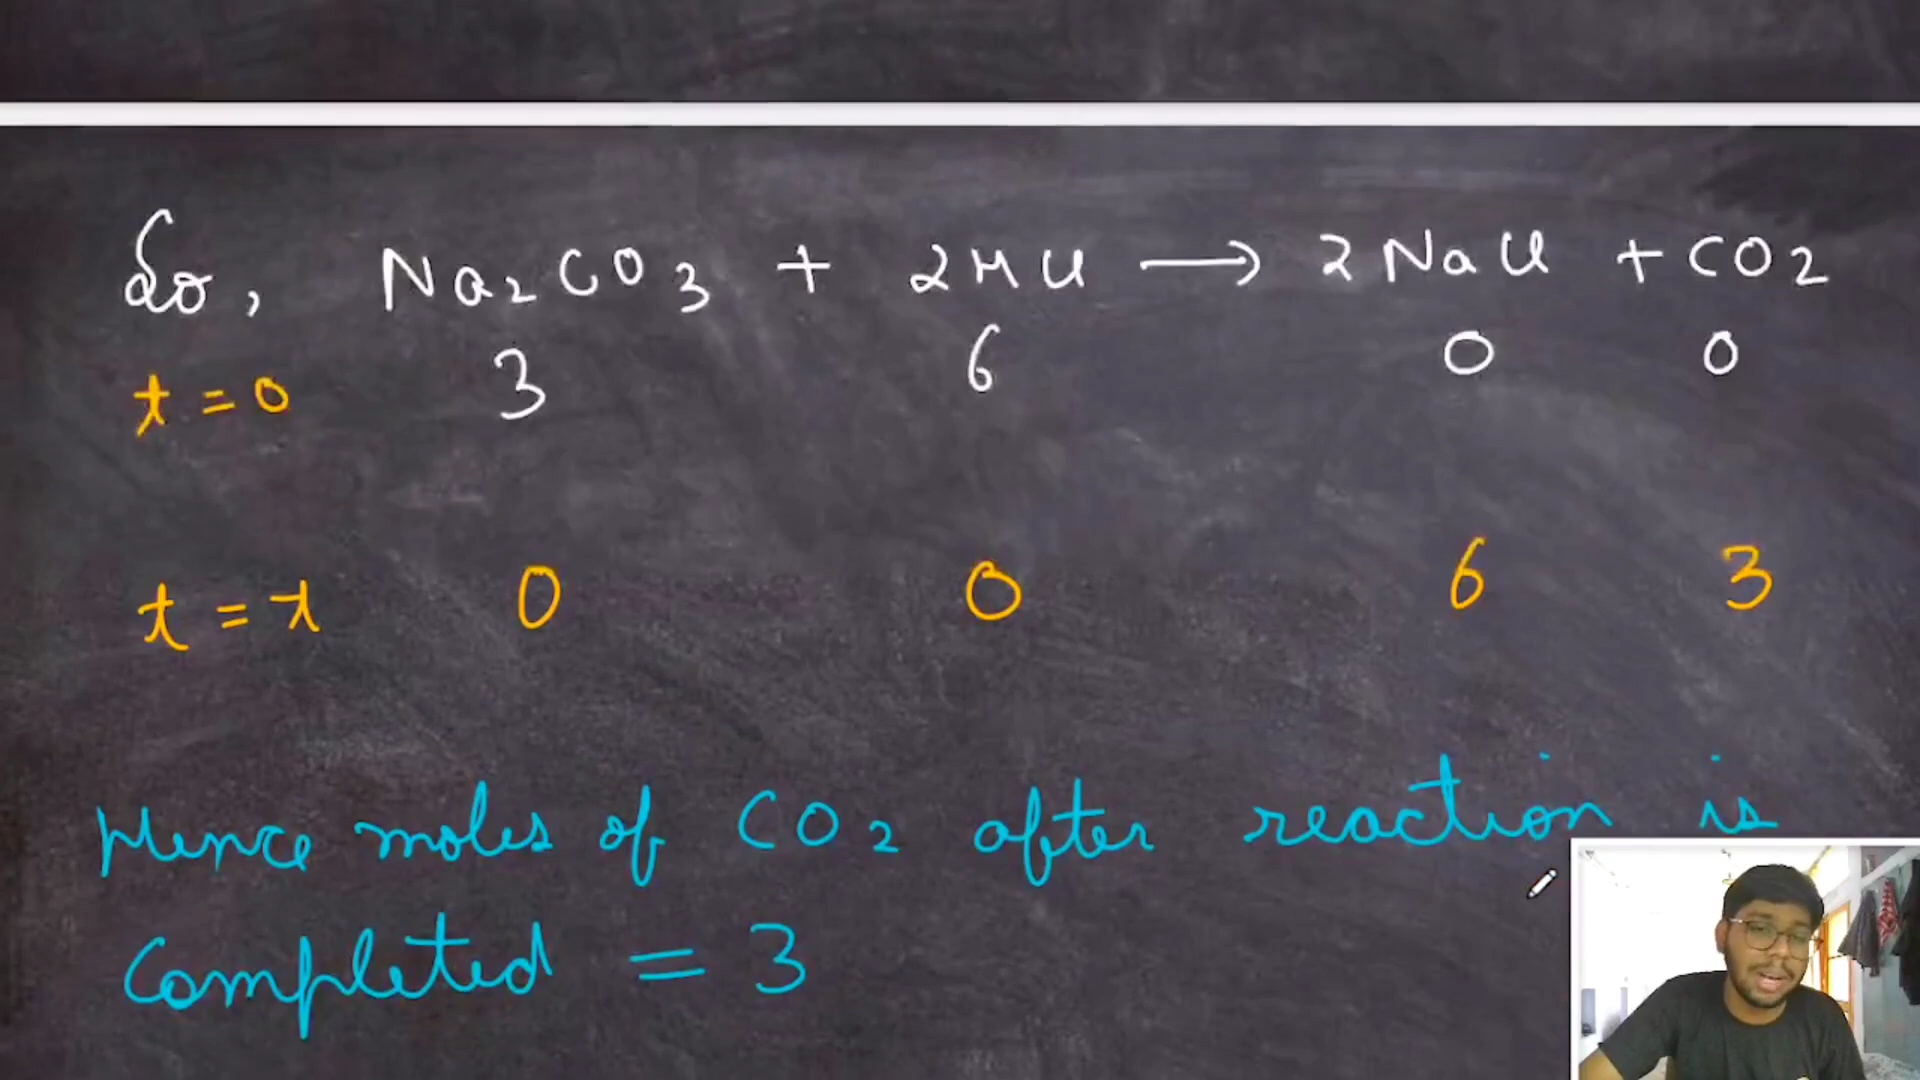 So, Na₂CO₃ + 2HCl → 2NaCl + CO₂
t = 0 3 6 0 0
t = t 0 0 6 3
Hence moles of CO₂ after reaction is
completed = 3